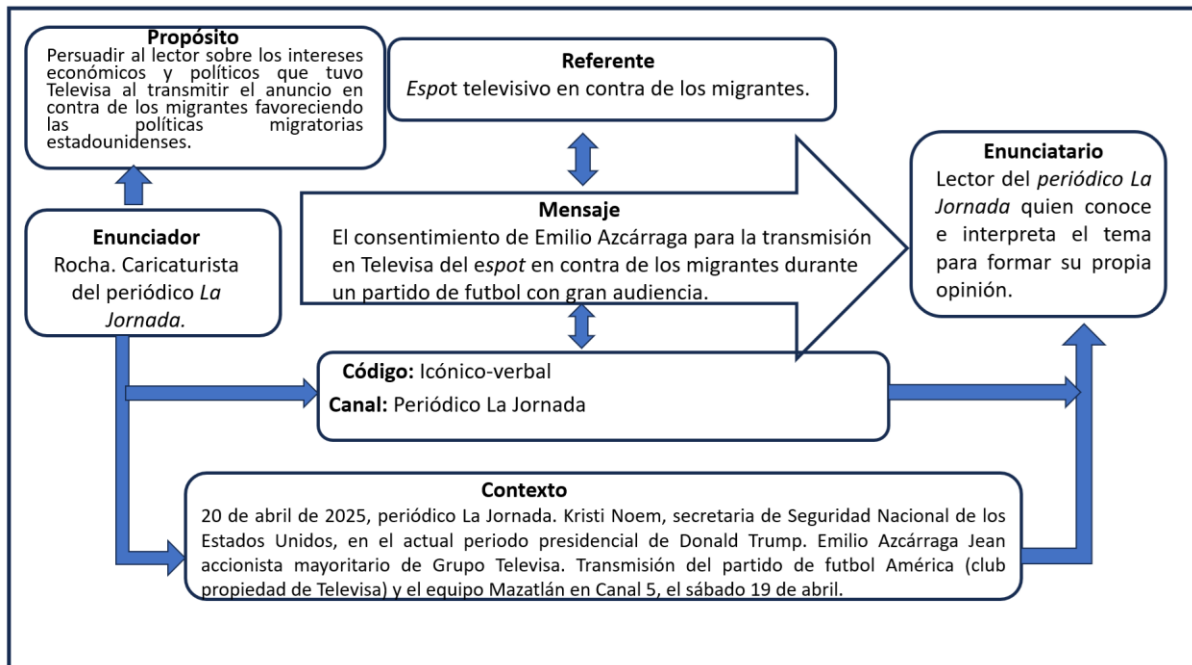 Propósito
Persuadir al lector sobre los intereses
económicos y políticos que tuvo
Televisa al transmitir el anuncio en
contra de los migrantes favoreciendo
las políticas migratorias
estadounidenses.
Referente
Espot televisivo en contra de los migrantes.
Enunciador
Rocha. Caricaturista
del periódico La
Jornada.
Mensaje
El consentimiento de Emilio Azcárraga para la transmisión
en Televisa del espot en contra de los migrantes durante
un partido de futbol con gran audiencia.
Enunciatario
Lector del periódico La
Jornada quien conoce
e interpreta el tema
para formar su propia
opinión.
Código: Icónico-verbal
Canal: Periódico La Jornada
Contexto
20 de abril de 2025, periódico La Jornada. Kristi Noem, secretaria de Seguridad Nacional de los
Estados Unidos, en el actual periodo presidencial de Donald Trump. Emilio Azcárraga Jean
accionista mayoritario de Grupo Televisa. Transmisión del partido de futbol América (club
propiedad de Televisa) y el equipo Mazatlán en Canal 5, el sábado 19 de abril.